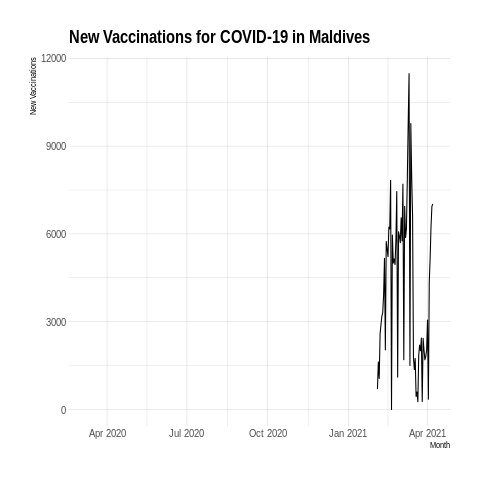 New Vaccinations for COVID-19 in Maldives
New Vaccinations
12000
9000
6000
3000
0
Apr 2020 Jul 2020 Oct 2020 Jan 2021 Apr 2021
Month